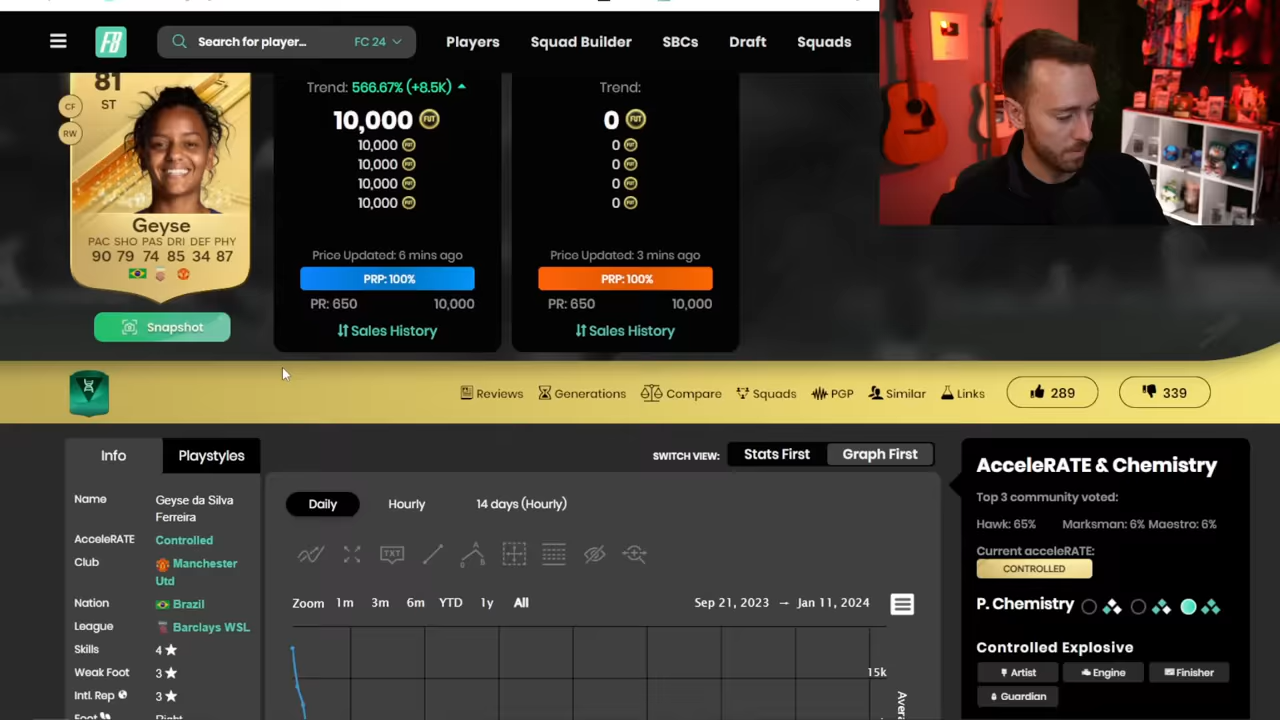 FB
Search for player...
FC 24
Players
Squad Builder
SBCs
Draft
Squads
81
ST
CF
RW
Geyse
PAC SHO PAS DRI DEF PHY
90 79 74 85 34 87
Snapshot
Trend: 566.67% (+8.5K)
10,000 FUT
10,000
10,000
10,000
10,000
Price Updated: 6 mins ago
PRP: 100%
PR: 650
10,000
Sales History
Trend:
0 FUT
0
0
0
0
Price Updated: 3 mins ago
PRP: 100%
PR: 650
10,000
Sales History
Reviews
Generations
Compare
Squads
PGP
Similar
Links
289
339
Info
Playstyles
Name
Geyse da Silva
Ferreira
AcceleRATE
Controlled
Club
Manchester
Utd
Nation
Brazil
League
Barclays WSL
Skills
4
Weak Foot
3
Intl. Rep
3
Foot
Right
SWITCH VIEW:
Stats First
Graph First
Daily
Hourly
14 days (Hourly)
TXT
Zoom 1m 3m 6m YTD 1y All
Sep 21, 2023 → Jan 11, 2024
15k
AcceleRATE & Chemistry
Top 3 community voted:
Hawk: 65% Marksman: 6% Maestro: 6%
Current acceleRATE:
CONTROLLED
P. Chemistry
Controlled Explosive
Artist
Engine
Finisher
Guardian